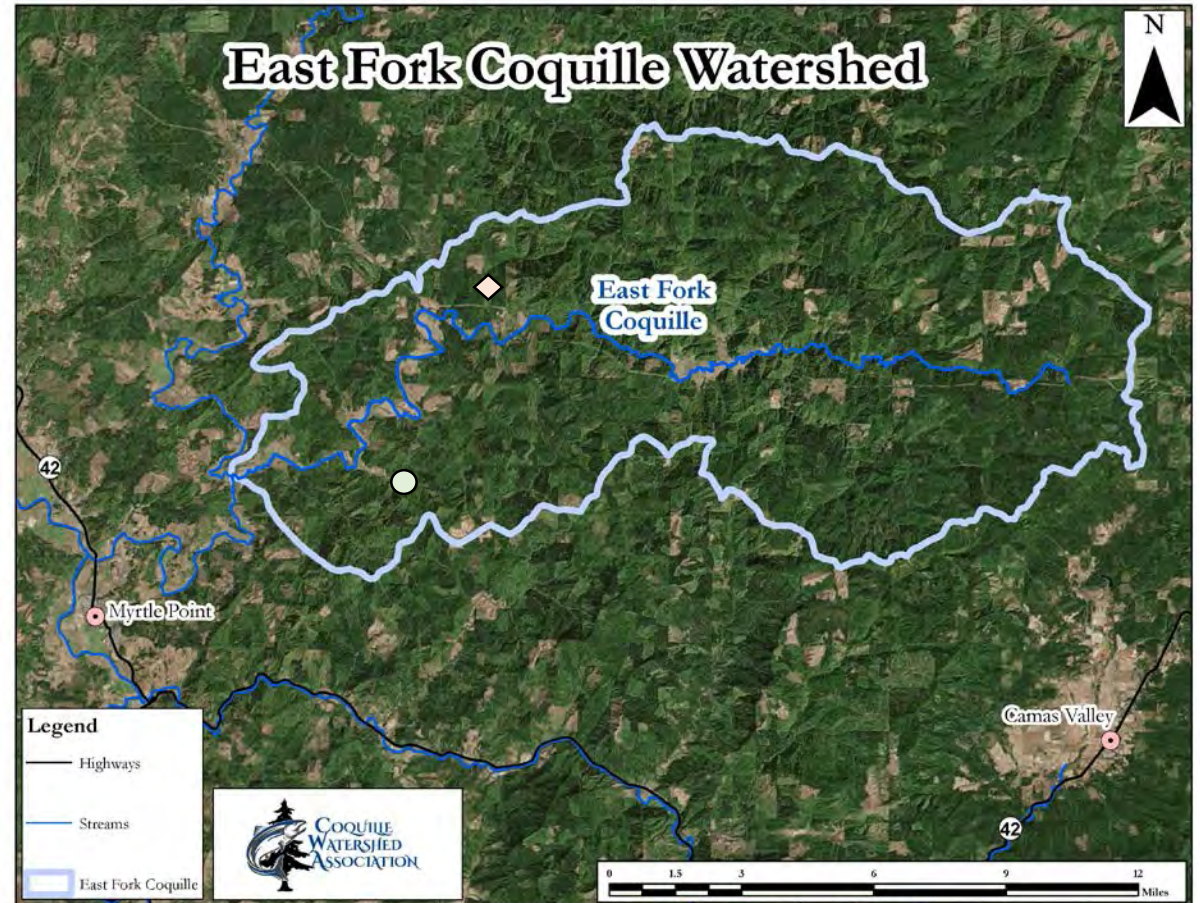 East Fork Coquille Watershed
N
East Fork
Coquille
42
Myrtle Point
Camas Valley
42
Legend
Highways
Streams
East Fork Coquille
COQUILLE
WATERSHED
ASSOCIATION
0 1.5 3 6 9 12
Miles